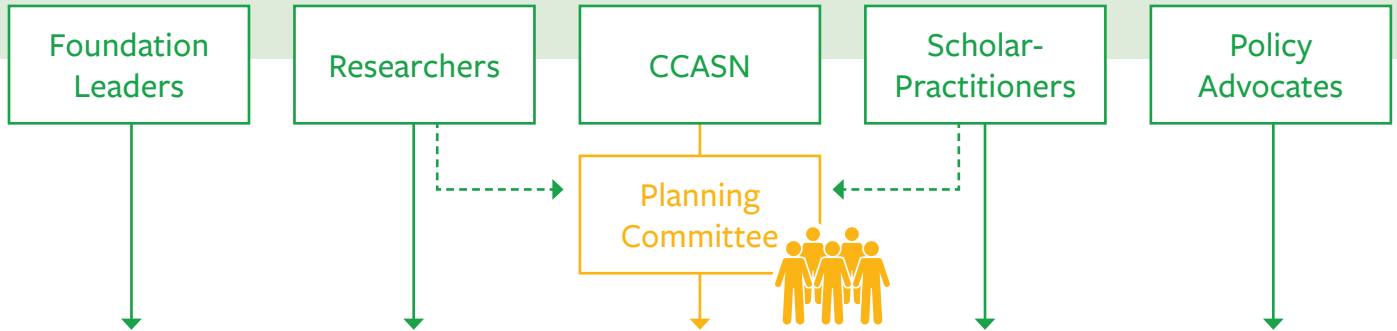 Foundation
Leaders
Researchers
CCASN
Scholar-
Practitioners
Policy
Advocates
Planning
Committee